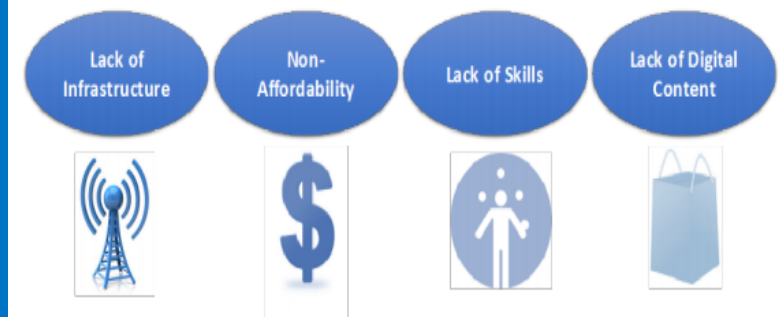 Lack of
Infrastructure
Non-
Affordability
Lack of Skills
Lack of Digital
Content
$